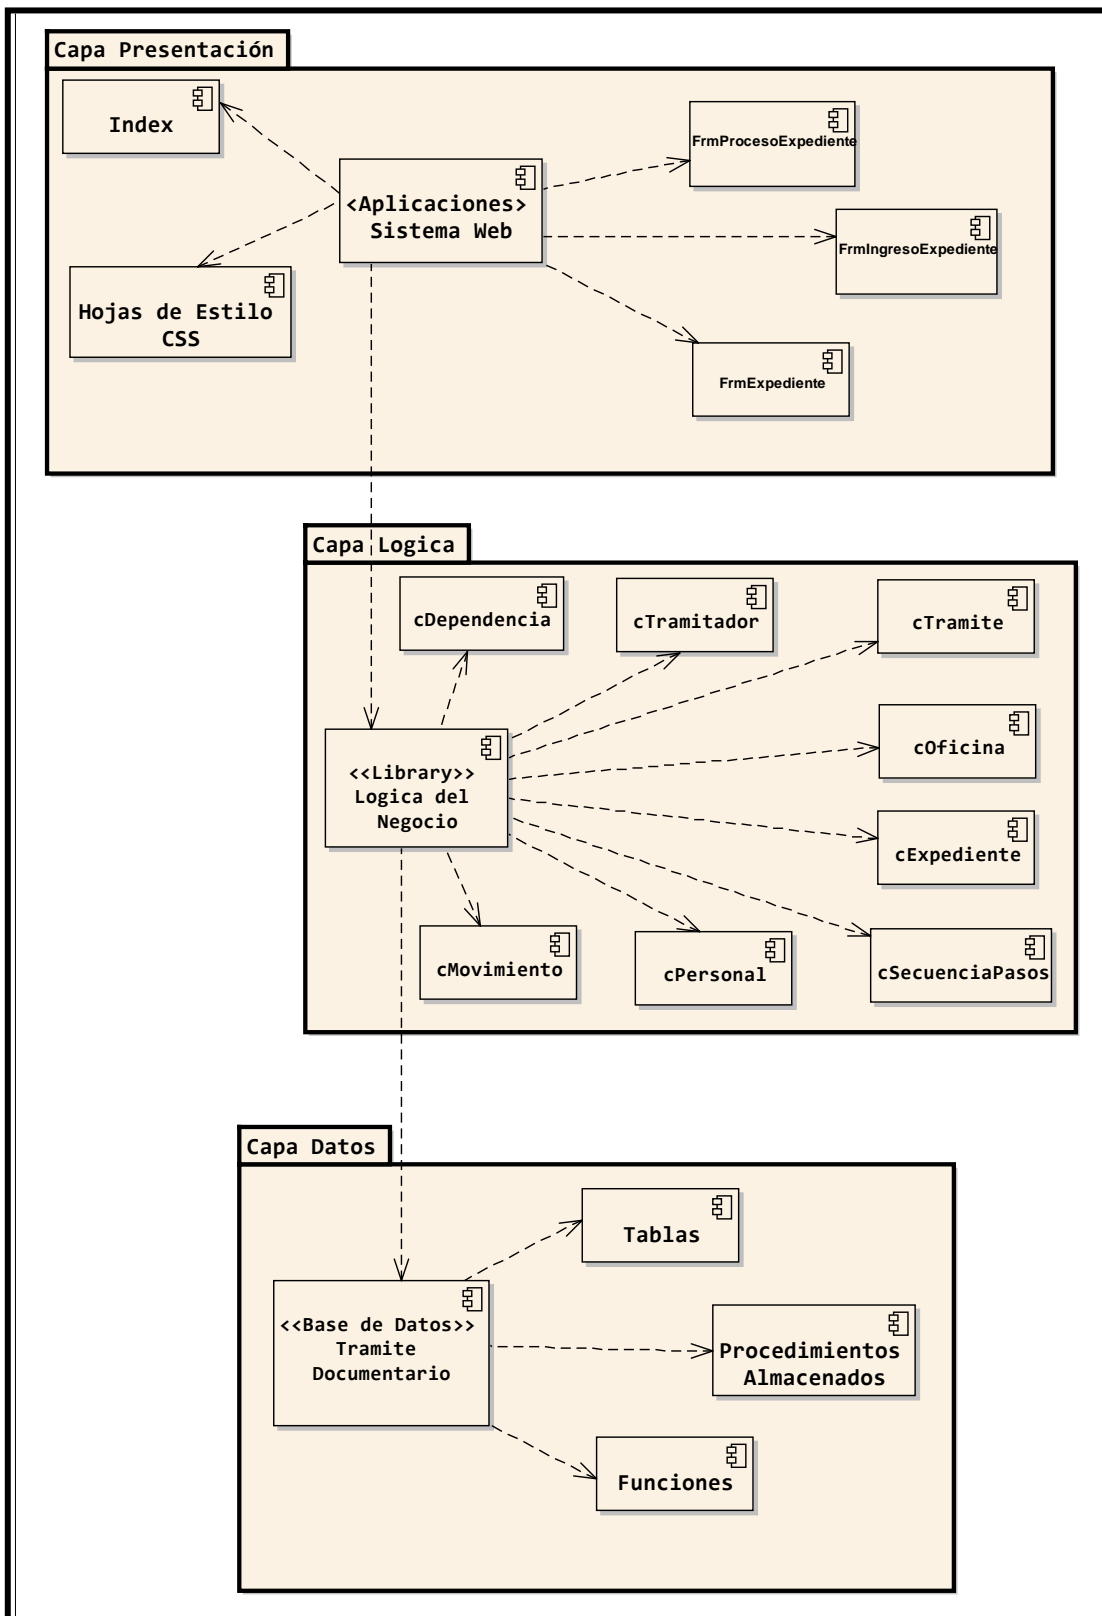 Capa Presentación
Index
<Aplicaciones>
Sistema Web
Hojas de Estilo
CSS
FrmProcesoExpediente
FrmIngresoExpediente
FrmExpediente
Capa Logica
cDependencia
cTramitador
cTramite
cOficina
<<Library>>
Logica del
Negocio
cExpediente
cMovimiento
cPersonal
cSecuenciaPasos
Capa Datos
Tablas
<<Base de Datos>>
Tramite
Documentario
Procedimientos
Almacenados
Funciones